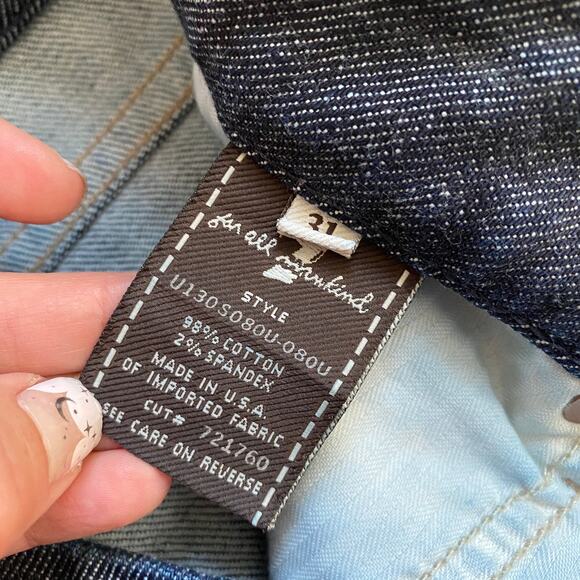 31
for all mankind
STYLE
U130S080U-080U
98% COTTON
2% SPANDEX
MADE IN U.S.A.
OF IMPORTED FABRIC
CUT# 721760
SEE CARE ON REVERSE